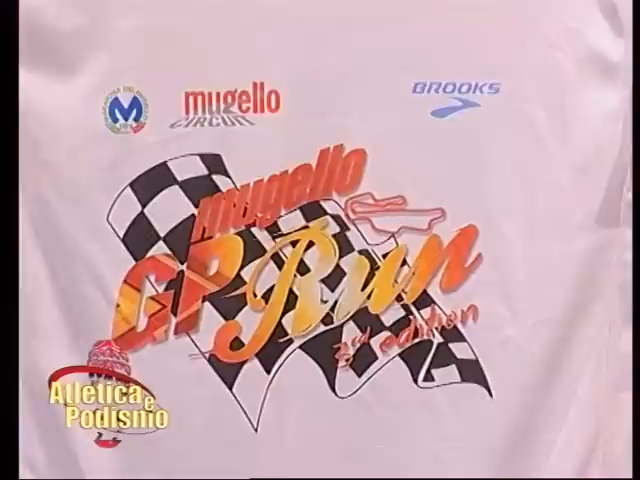 M
mugello
CIRCUIT
BROOKS
mugello
GP Run
3rd edition
Atletica e
Podismo